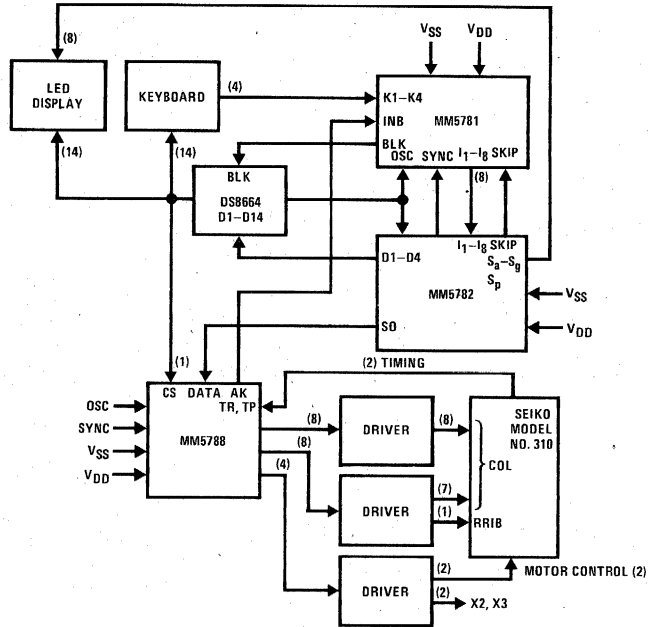 (8)
V_SS V_DD
LED
DISPLAY
KEYBOARD
(4)
K1–K4
INB
MM5781
BLK
OSC SYNC I1–I8 SKIP
(14)
(14)
(8)
BLK
DS8664
D1–D14
I1–I8 SKIP
D1–D4
Sa–Sg
Sp
MM5782
VSS
SO
VDD
(1)
(2) TIMING
CS DATA AK
TR, TP
OSC
SYNC
VSS
VDD
MM5788
(8)
(8)
(4)
DRIVER
(8)
SEIKO
MODEL
NO. 310
COL
DRIVER
(7)
(1)
RRIB
DRIVER
(2)
MOTOR CONTROL (2)
(2)
X2, X3